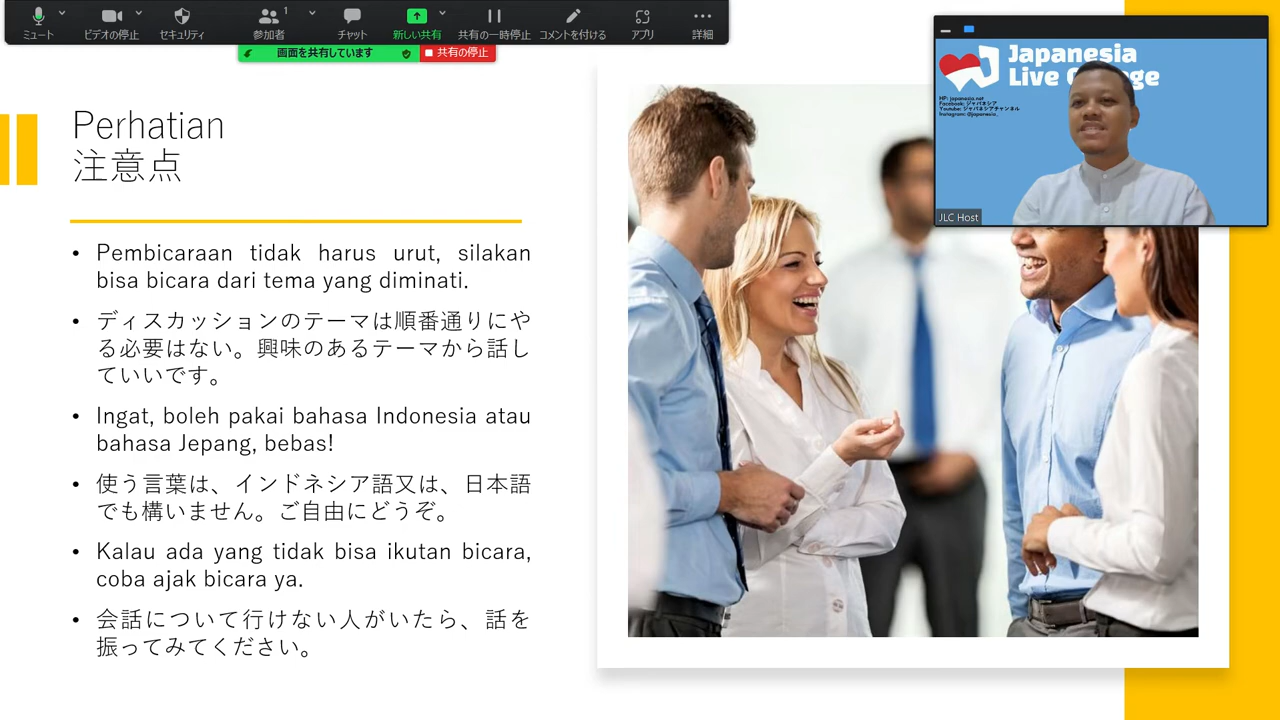 ミュート
ビデオの停止
セキュリティ
1
参加者
チャット
新しい共有
共有の一時停止
コメントを付ける
アプリ
詳細
画面を共有しています
共有の停止
Japanesia
Live
HP: japanesia.net
Facebook: ジャパネシア
Youtube: ジャパネシアチャンネル
Instagram: @japanesia_
JLC Host
Perhatian
注意点
• Pembicaraan tidak harus urut, silakan
bisa bicara dari tema yang diminati.
• ディスカッションのテーマは順番通りにや
る必要はない。興味のあるテーマから話し
ていいです。
• Ingat, boleh pakai bahasa Indonesia atau
bahasa Jepang, bebas!
• 使う言葉は、インドネシア語又は、日本語
でも構いません。ご自由にどうぞ。
• Kalau ada yang tidak bisa ikutan bicara,
coba ajak bicara ya.
• 会話について行けない人がいたら、話を
振ってみてください。